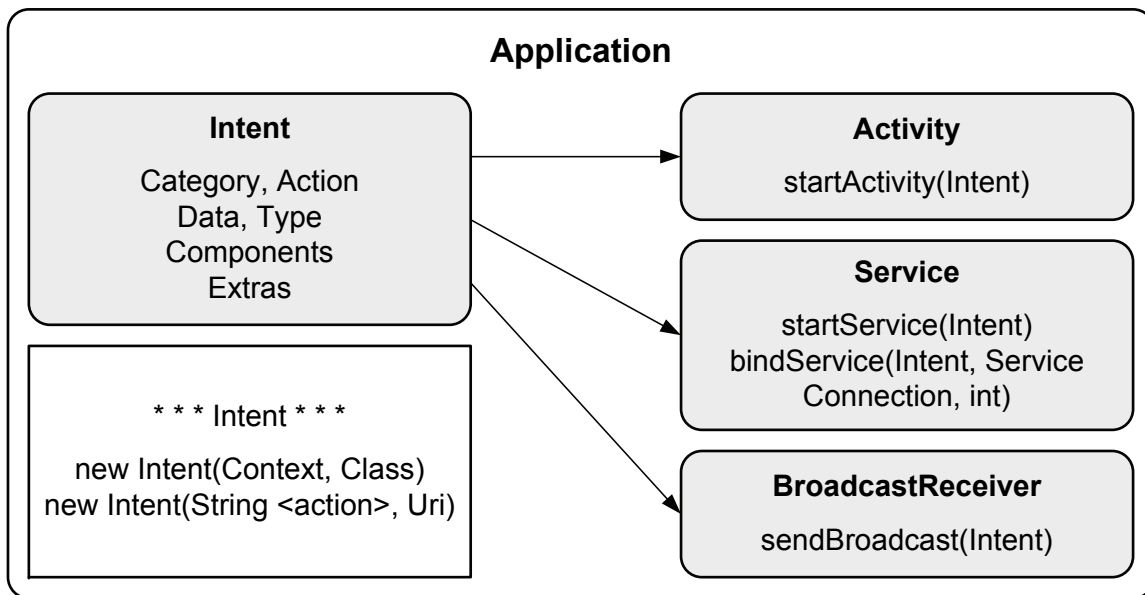 Application
Intent
Category, Action
Data, Type
Components
Extras
* * * Intent * * *
new Intent(Context, Class)
new Intent(String <action>, Uri)
Activity
startActivity(Intent)
Service
startService(Intent)
bindService(Intent, Service
Connection, int)
BroadcastReceiver
sendBroadcast(Intent)